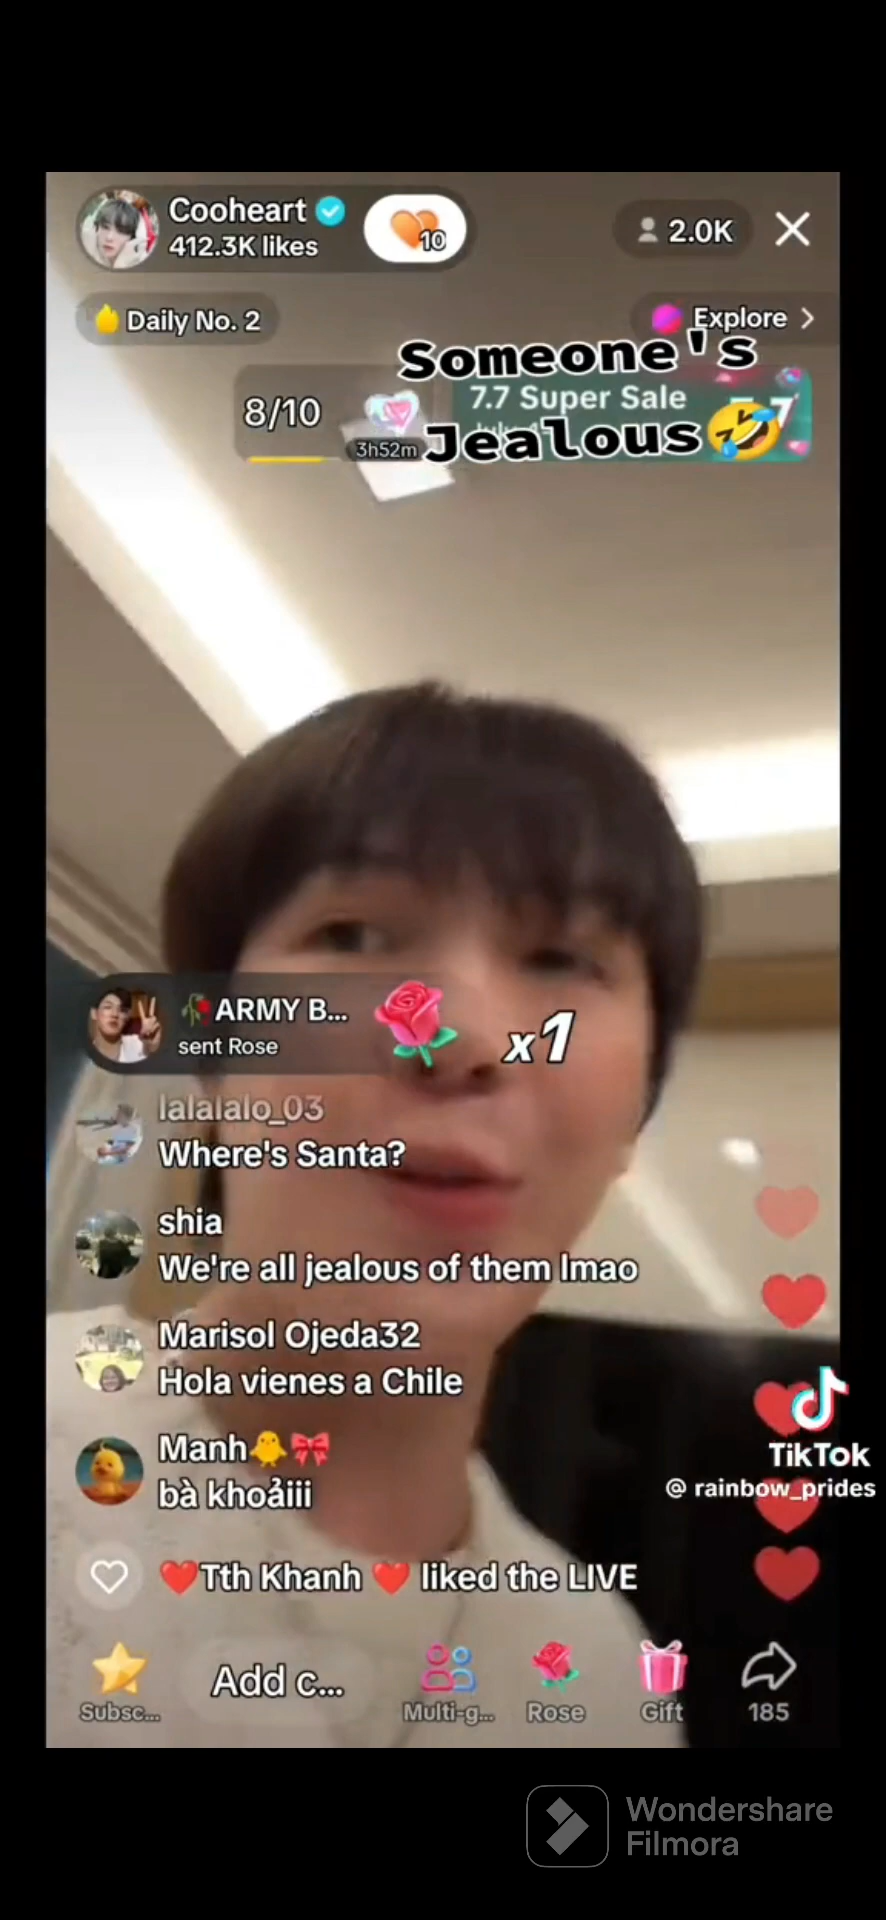 Cooheart
412.3K likes
10
2.0K
Daily No. 2
Explore
Someone's
8/10
7.7 Super Sale
3h52m
Jealous🤣
🥀ARMY B...
sent Rose
x1
lalalalo_03
Where's Santa?
shia
We're all jealous of them lmao
Marisol Ojeda32
Hola vienes a Chile
Manh🐥🎀
bà khoảiii
❤️Tth Khanh ❤️ liked the LIVE
TikTok
@ rainbow_prides
Add c...
Subsc...
Multi-g...
Rose
Gift
185
Wondershare
Filmora